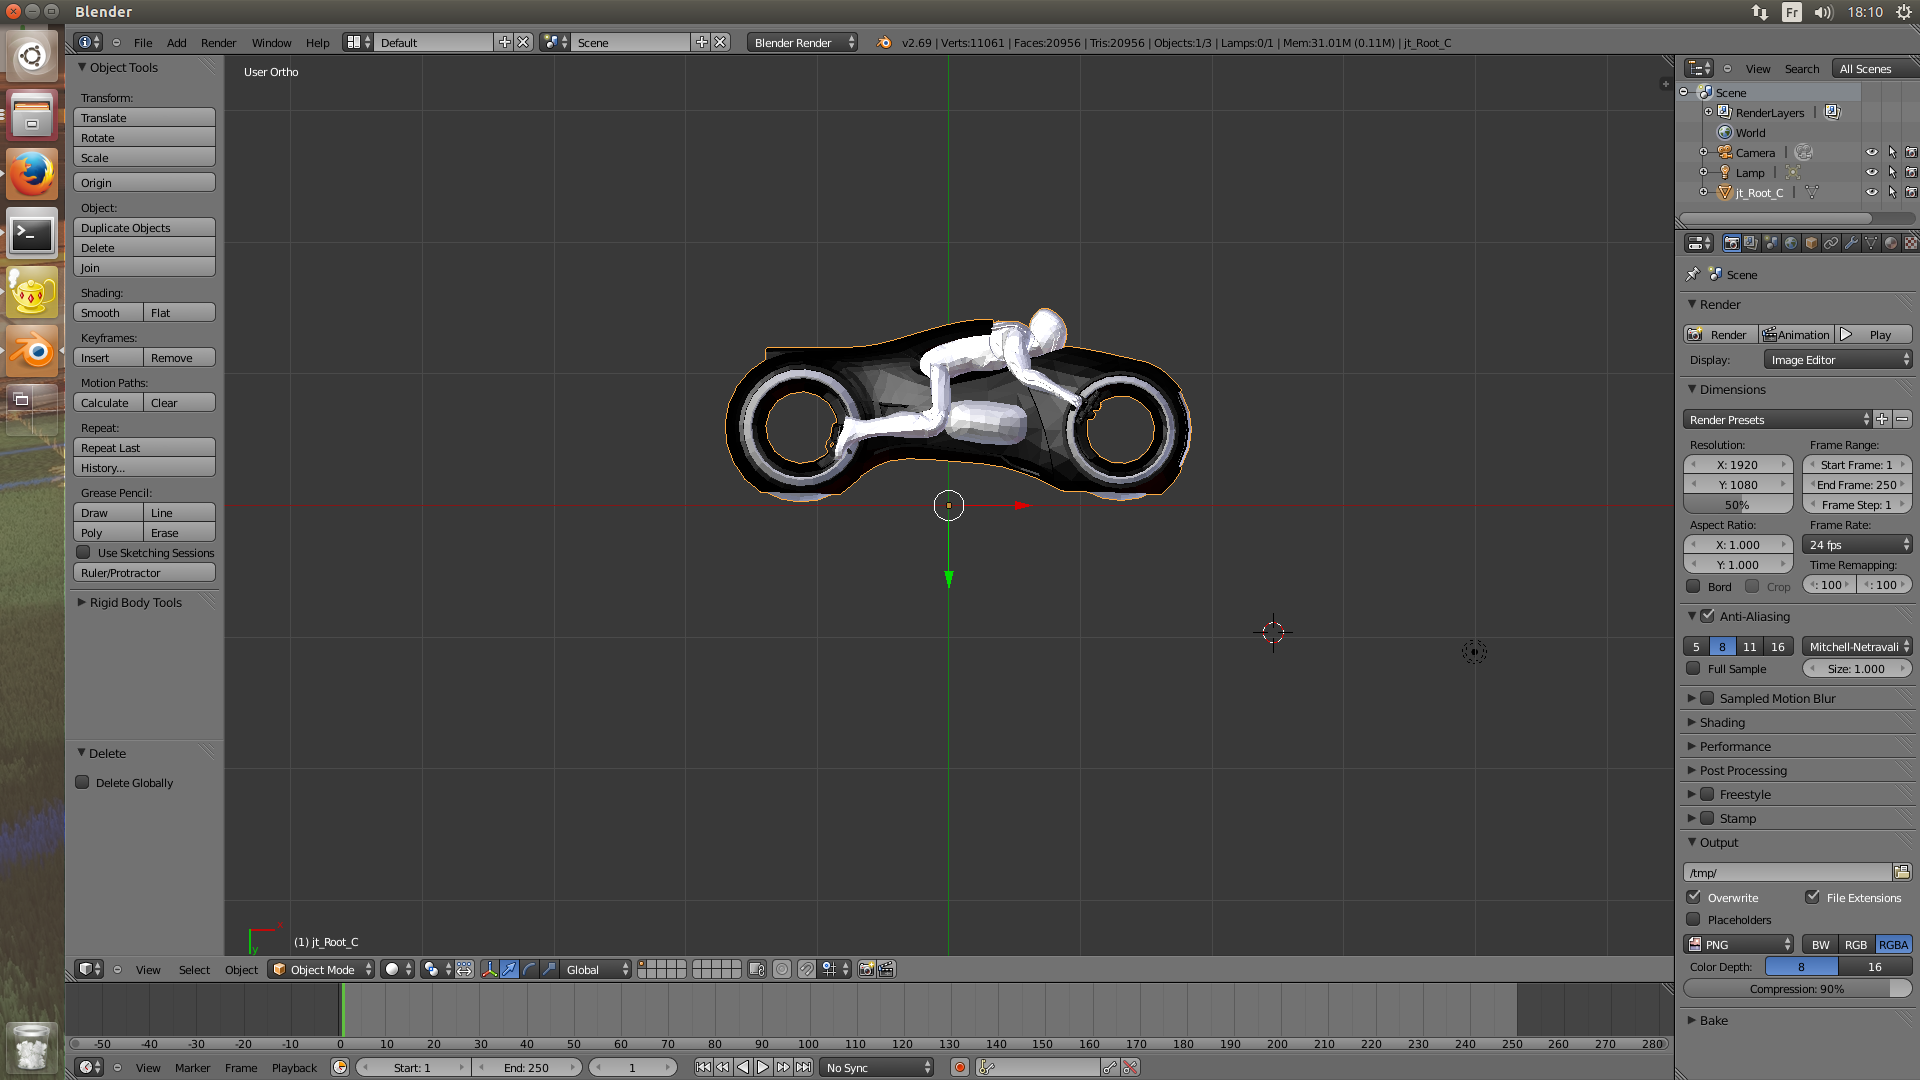 Blender
Fr
18:10
File Add Render Window Help
Default
Scene
Blender Render
v2.69 | Verts:11061 | Faces:20956 | Tris:20956 | Objects:1/3 | Lamps:0/1 | Mem:31.01M (0.11M) | jt_Root_C
Object Tools
Transform:
Translate
Rotate
Scale
Origin
Object:
Duplicate Objects
Delete
Join
Shading:
Smooth Flat
Keyframes:
Insert Remove
Motion Paths:
Calculate Clear
Repeat:
Repeat Last
History...
Grease Pencil:
Draw Line
Poly Erase
Use Sketching Sessions
Ruler/Protractor
Rigid Body Tools
Delete
Delete Globally
User Ortho
x
y
(1) jt_Root_C
View Select Object
Object Mode
Global
View Search
All Scenes
Scene
RenderLayers |
World
Camera |
Lamp |
jt_Root_C |
Scene
Render
Render Animation Play
Display: Image Editor
Dimensions
Render Presets
Resolution: Frame Range:
X: 1920 Start Frame: 1
Y: 1080 End Frame: 250
50% Frame Step: 1
Aspect Ratio: Frame Rate:
X: 1.000 24 fps
Y: 1.000 Time Remapping:
Bord Crop : 100 : 100
Anti-Aliasing
5 8 11 16 Mitchell-Netravali
Full Sample Size: 1.000
Sampled Motion Blur
Shading
Performance
Post Processing
Freestyle
Stamp
Output
/tmp/
Overwrite File Extensions
Placeholders
PNG BW RGB RGBA
Color Depth: 8 16
Compression: 90%
Bake
-50 -40 -30 -20 -10 0 10 20 30 40 50 60 70 80 90 100 110 120 130 140 150 160 170 180 190 200 210 220 230 240 250 260 270 280
View Marker Frame Playback
Start: 1
End: 250
1
No Sync